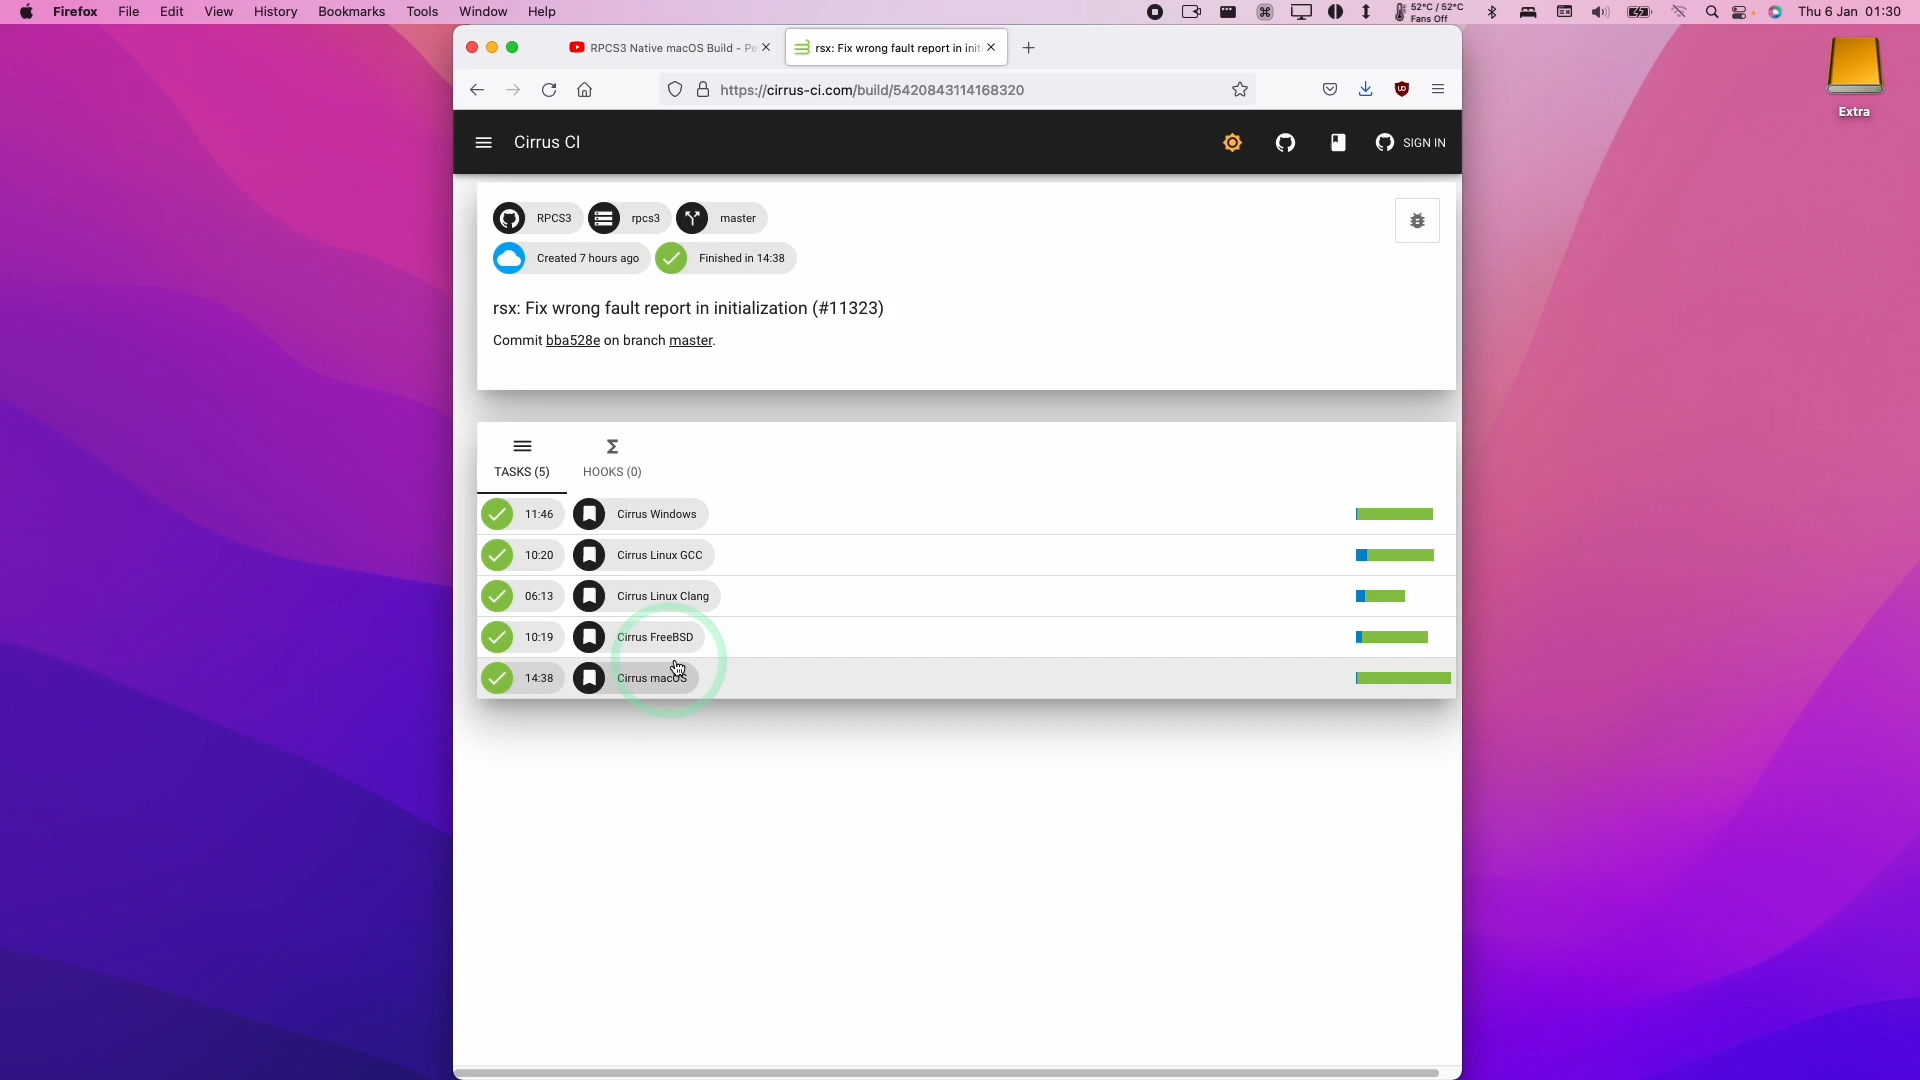 Firefox File Edit View History Bookmarks Tools Window Help
52°C / 52°C
Fans Off
Thu 6 Jan 01:30
RPCS3 Native macOS Build - Pe
rsx: Fix wrong fault report in init
https://cirrus-ci.com/build/5420843114168320
Extra
Cirrus CI
SIGN IN
RPCS3 rpcs3 master
Created 7 hours ago Finished in 14:38
rsx: Fix wrong fault report in initialization (#11323)
Commit bba528e on branch master.
TASKS (5) HOOKS (0)
11:46 Cirrus Windows
10:20 Cirrus Linux GCC
06:13 Cirrus Linux Clang
10:19 Cirrus FreeBSD
14:38 Cirrus macOS